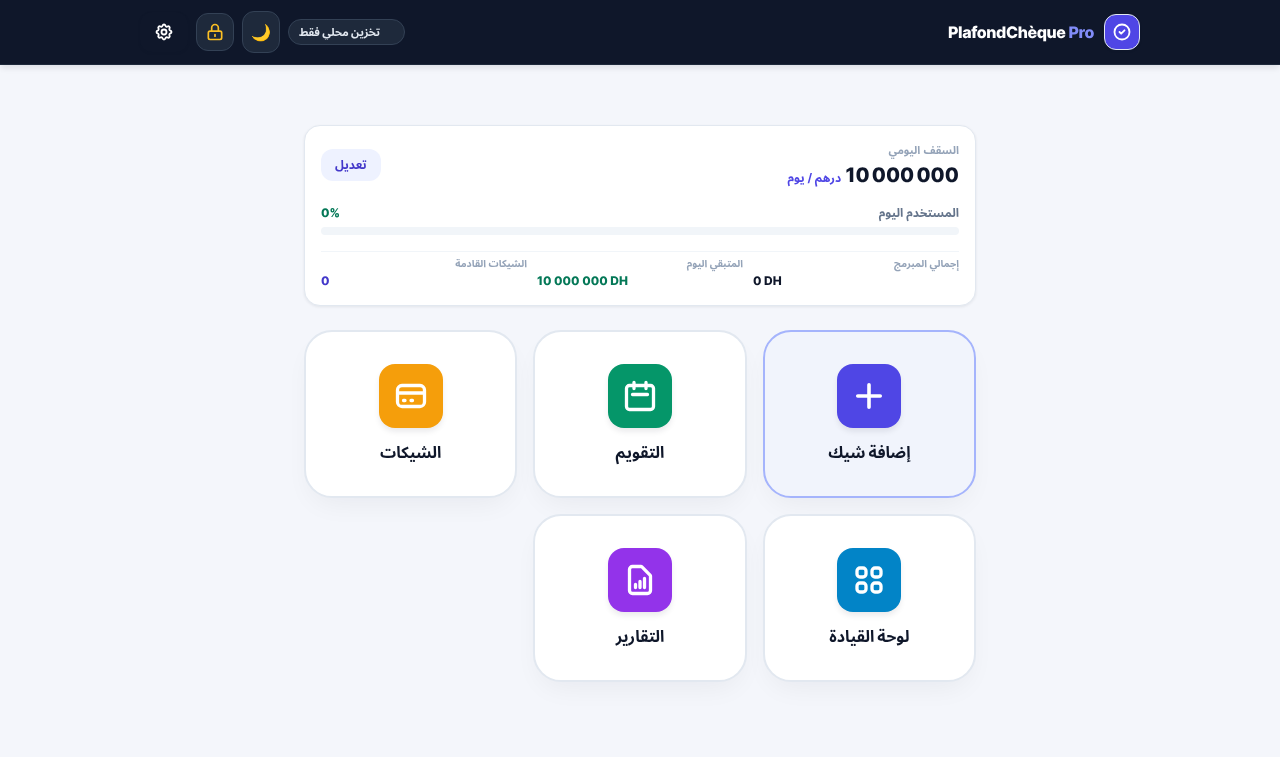 PlafondChèque Pro
تخزين محلي فقط
السقف اليومي
10 000 000 درهم / يوم
تعديل
المستخدم اليوم
0%
إجمالي المبرمج
0 DH
المتبقي اليوم
10 000 000 DH
الشيكات القادمة
0
إضافة شيك
التقويم
الشيكات
لوحة القيادة
التقارير